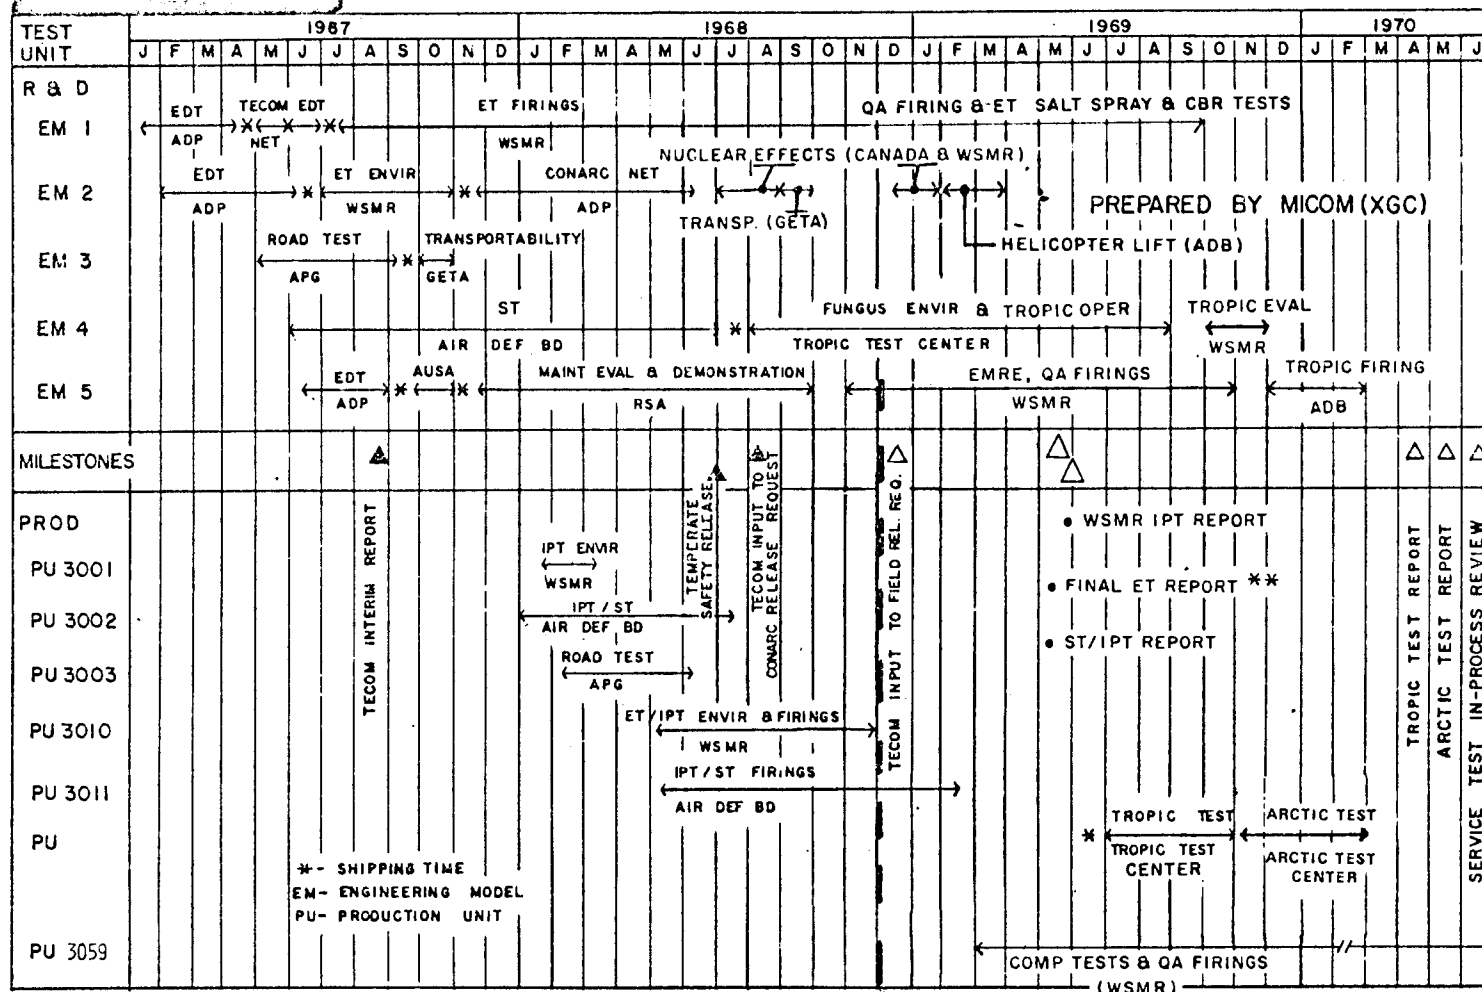 TEST UNIT 1967 1968 1969 1970
J F M A M J J A S O N D J F M A M J J A S O N D J F M A M J J A S O N D J F M A M J
R & D
EM 1
EDT TECOM EDT ET FIRINGS QA FIRING & ET SALT SPRAY & CBR TESTS
ADP NET WSMR
NUCLEAR EFFECTS (CANADA & WSMR)
EM 2
EDT ET ENVIR CONARC NET
ADP WSMR ADP
TRANSP. (GETA)
PREPARED BY MICOM (XGC)
HELICOPTER LIFT (ADB)
EM 3
ROAD TEST TRANSPORTABILITY
APG GETA
EM 4
ST FUNGUS ENVIR & TROPIC OPER TROPIC EVAL
AIR DEF BD TROPIC TEST CENTER WSMR
EM 5
EDT AUSA MAINT EVAL & DEMONSTRATION EMRE, QA FIRINGS TROPIC FIRING
ADP RSA WSMR ADB
MILESTONES
TECOM INTERIM REPORT
TEMPERATE
SAFETY RELEASE
TECOM INPUT TO
CONARC RELEASE REQUEST
TECOM INPUT TO FIELD REL. REQ.
• WSMR IPT REPORT
• FINAL ET REPORT **
• ST/IPT REPORT
TROPIC TEST REPORT
ARCTIC TEST REPORT
SERVICE TEST IN-PROCESS REVIEW
PROD
PU 3001
IPT ENVIR
WSMR
PU 3002
IPT / ST
AIR DEF BD
PU 3003
ROAD TEST
APG
PU 3010
ET/IPT ENVIR & FIRINGS
WSMR
PU 3011
IPT / ST FIRINGS
AIR DEF BD
PU
TROPIC TEST ARCTIC TEST
TROPIC TEST CENTER ARCTIC TEST CENTER
*- SHIPPING TIME
EM- ENGINEERING MODEL
PU- PRODUCTION UNIT
PU 3059
COMP TESTS & QA FIRINGS
(WSMR)